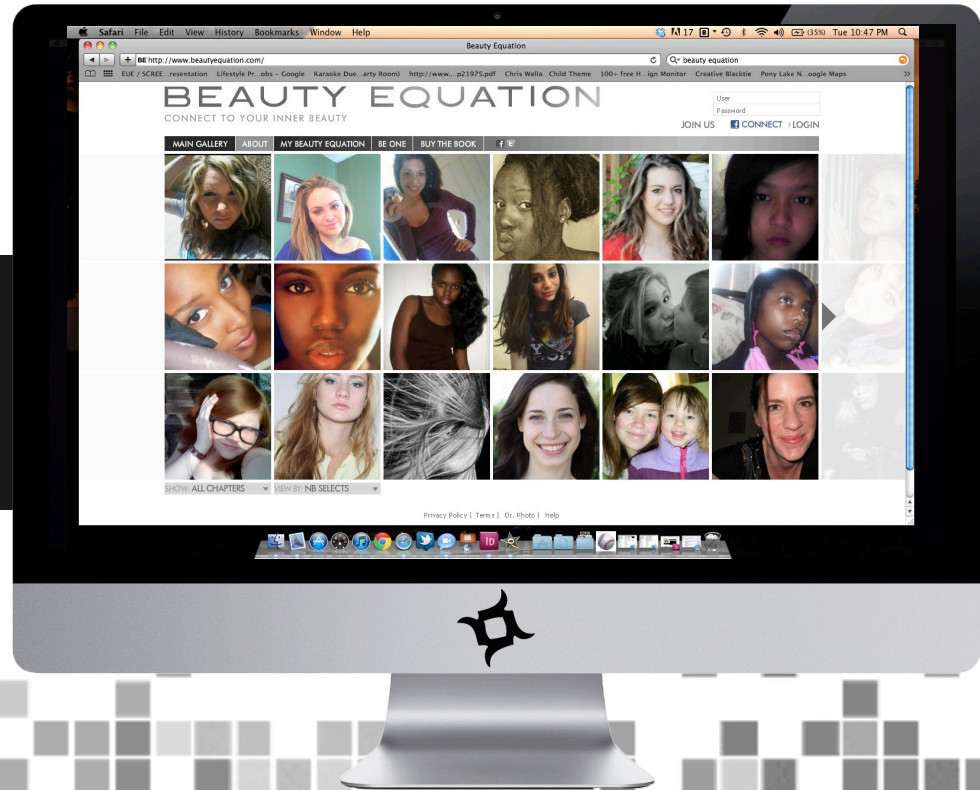 Safari File Edit View History Bookmarks Window Help 17 (35%) Tue 10:47 PM
Beauty Equation
BE http://www.beautyequation.com/ beauty equation
EUE / SCREE...resentation Lifestyle Pr...obs - Google Karaoke Due...arty Room) http://www....p21975.pdf Chris Walla...Child Theme 100+ free H...ign Monitor Creative Blacktie Pony Lake N...oogle Maps
BEAUTY EQUATION
CONNECT TO YOUR INNER BEAUTY
User
Password
JOIN US f CONNECT >LOGIN
MAIN GALLERY ABOUT MY BEAUTY EQUATION BE ONE BUY THE BOOK f t
SHOW: ALL CHAPTERS VIEW BY: NB SELECTS
Privacy Policy | Terms | Dr. Photo | Help
ID